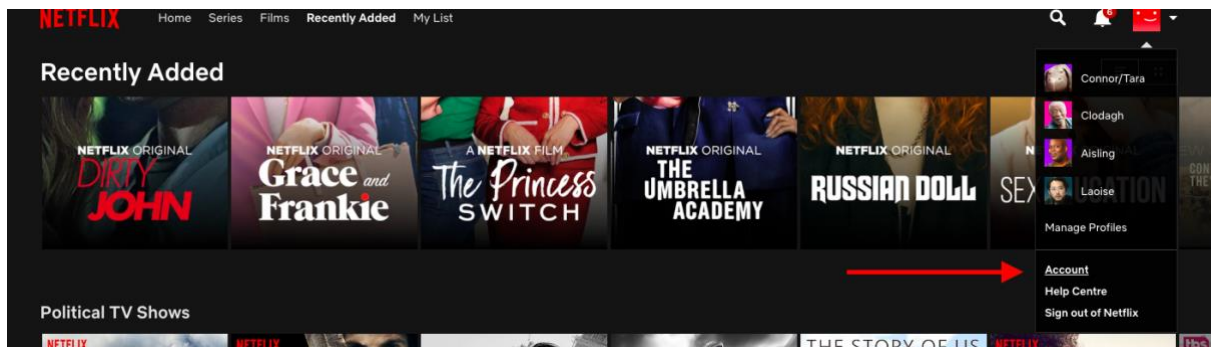 NETFLIX Home Series Films Recently Added My List 6
Recently Added
Connor/Tara
Clodagh
Aisling
Laoise
Manage Profiles
Account
Help Centre
Sign out of Netflix
NETFLIX ORIGINAL
DIRTY
JOHN
NETFLIX ORIGINAL
Grace and
Frankie
A NETFLIX FILM
The Princess
SWITCH
NETFLIX ORIGINAL
THE
UMBRELLA
ACADEMY
NETFLIX ORIGINAL
RUSSIAN DOLL
Political TV Shows
NETFLIX
NETFLIX
THE STORY OF US
NETFLIX
tbs